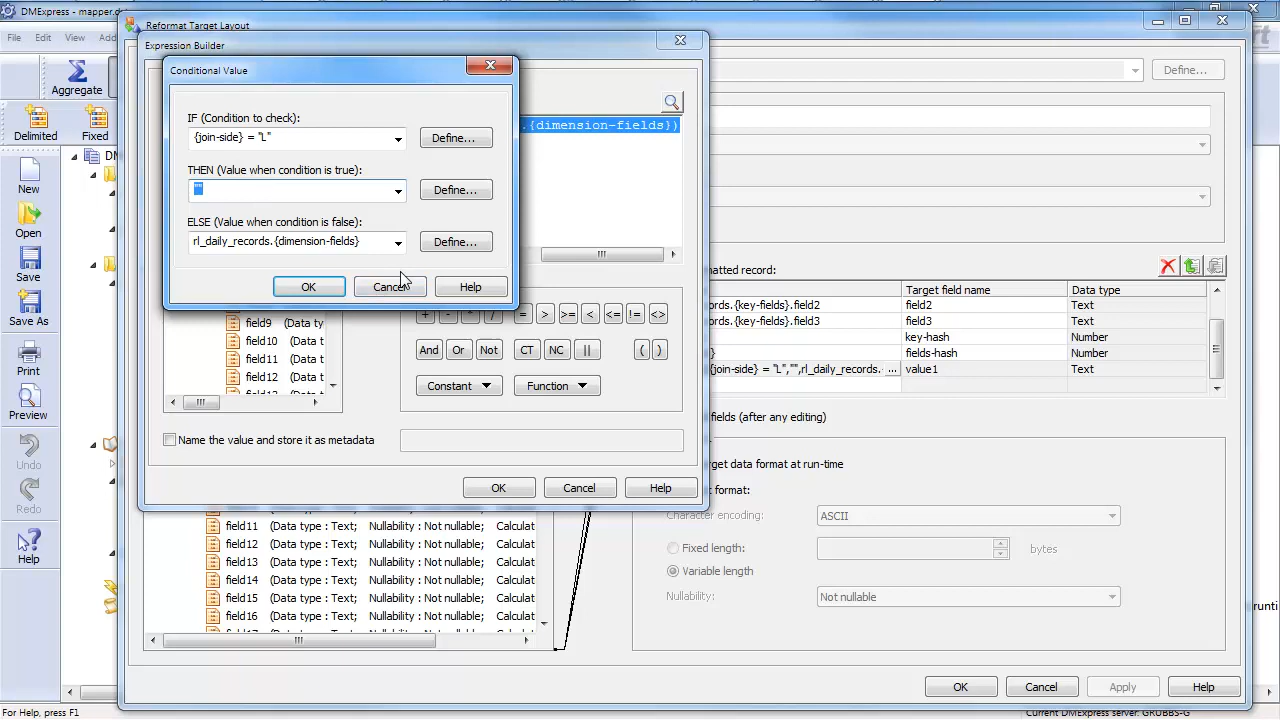 DMExpress - mapper.d
Reformat Target Layout
File Edit View Add
Expression Builder
Conditional Value
Aggregate
Define...
IF (Condition to check):
{join-side} = "L"
Define...
.{dimension-fields})
Delimited Fixed
THEN (Value when condition is true):
""
Define...
New
ELSE (Value when condition is false):
rl_daily_records.{dimension-fields}
Define...
Open
OK Cancel Help
Save
Save As
Print
Preview
Undo
Redo
Help
field9 (Data ty
field10 (Data t
field11 (Data t
field12 (Data t
+ - * / = > >= < <= != <>
And Or Not CT NC || ( )
Constant Function
Name the value and store it as metadata
OK Cancel Help
matted record:
Target field name Data type
ords.{key-fields}.field2 field2 Text
ords.{key-fields}.field3 field3 Text
key-hash Number
} fields-hash Number
{join-side} = "L","",rl_daily_records. ... value1 Text
fields (after any editing)
rget data format at run-time
t format:
Character encoding: ASCII
Fixed length: bytes
Variable length
Nullability: Not nullable
field11 (Data type : Text; Nullability : Not nullable; Calculat
field12 (Data type : Text; Nullability : Not nullable; Calculat
field13 (Data type : Text; Nullability : Not nullable; Calculat
field14 (Data type : Text; Nullability : Not nullable; Calculat
field15 (Data type : Text; Nullability : Not nullable; Calculat
field16 (Data type : Text; Nullability : Not nullable; Calculat
runti
OK Cancel Apply Help
For Help, press F1
Current DMExpress server: GRUBBS-G